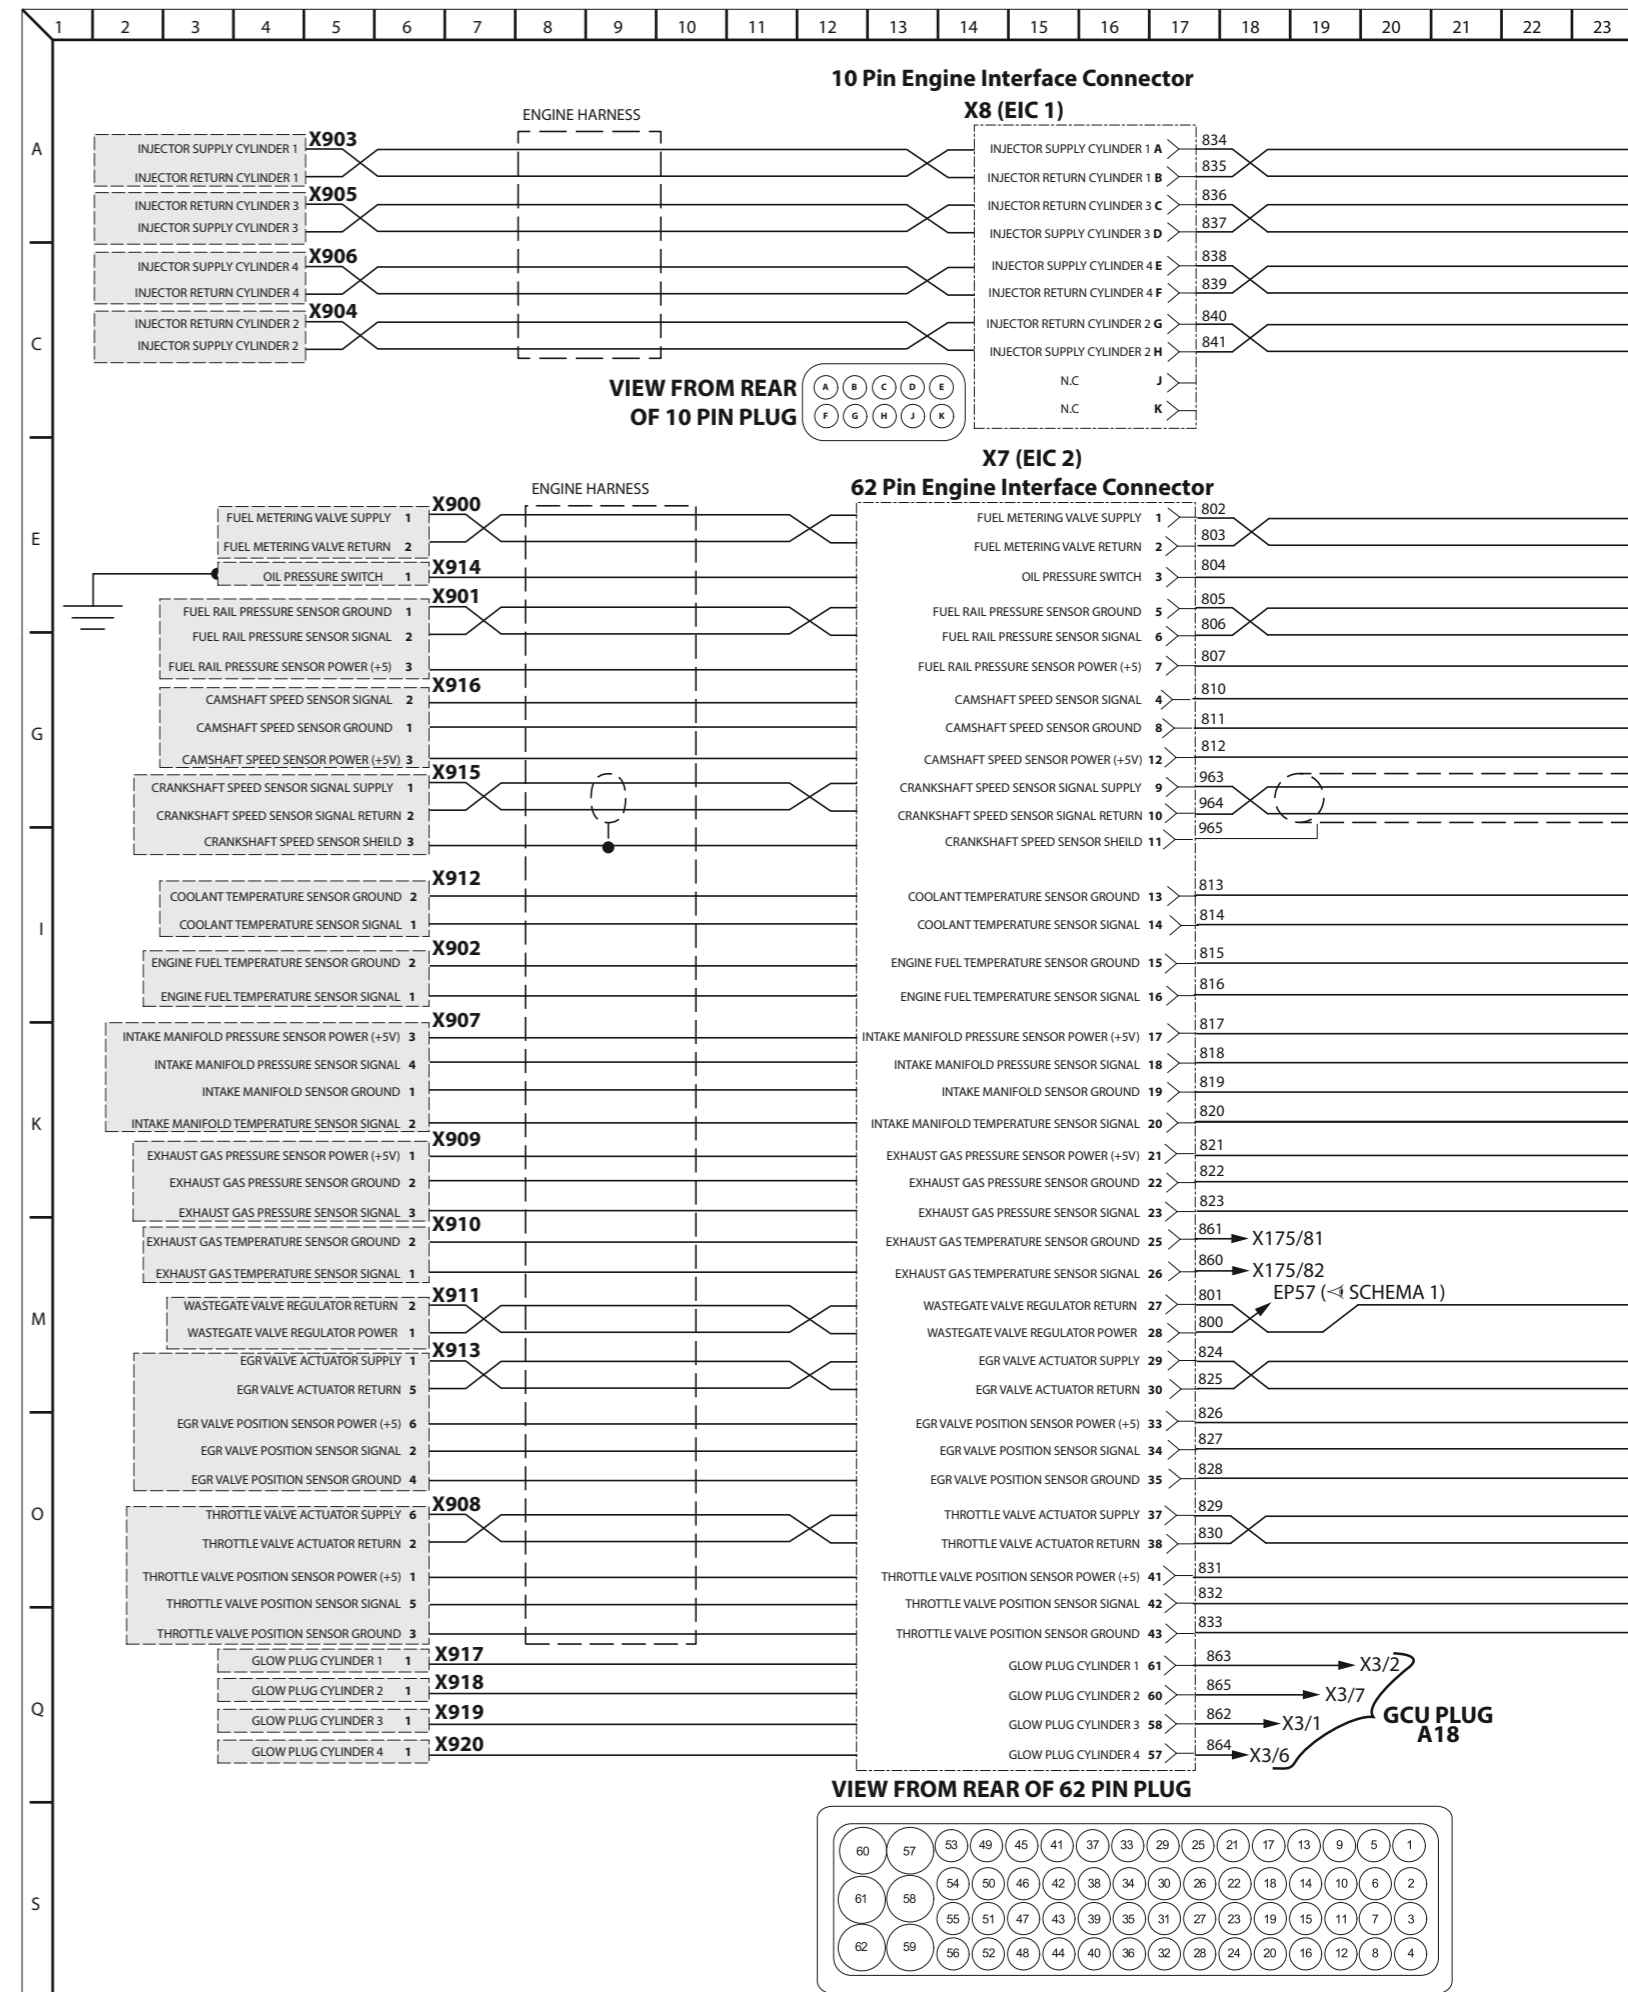 1 2 3 4 5 6 7 8 9 10 11 12 13 14 15 16 17 18 19 20 21 22 23
10 Pin Engine Interface Connector
X8 (EIC 1)
ENGINE HARNESS
A INJECTOR SUPPLY CYLINDER 1 X903 INJECTOR SUPPLY CYLINDER 1 A 834
INJECTOR RETURN CYLINDER 1 INJECTOR RETURN CYLINDER 1 B 835
INJECTOR RETURN CYLINDER 3 X905 INJECTOR RETURN CYLINDER 3 C 836
INJECTOR SUPPLY CYLINDER 3 INJECTOR SUPPLY CYLINDER 3 D 837
INJECTOR SUPPLY CYLINDER 4 X906 INJECTOR SUPPLY CYLINDER 4 E 838
INJECTOR RETURN CYLINDER 4 INJECTOR RETURN CYLINDER 4 F 839
INJECTOR RETURN CYLINDER 2 X904 INJECTOR RETURN CYLINDER 2 G 840
C INJECTOR SUPPLY CYLINDER 2 INJECTOR SUPPLY CYLINDER 2 H 841
N.C J
N.C K
VIEW FROM REAR
OF 10 PIN PLUG
A B C D E
F G H J K
X7 (EIC 2)
62 Pin Engine Interface Connector
ENGINE HARNESS
FUEL METERING VALVE SUPPLY 1 X900 FUEL METERING VALVE SUPPLY 1 802
E FUEL METERING VALVE RETURN 2 FUEL METERING VALVE RETURN 2 803
OIL PRESSURE SWITCH 1 X914 OIL PRESSURE SWITCH 3 804
FUEL RAIL PRESSURE SENSOR GROUND 1 X901 FUEL RAIL PRESSURE SENSOR GROUND 5 805
FUEL RAIL PRESSURE SENSOR SIGNAL 2 FUEL RAIL PRESSURE SENSOR SIGNAL 6 806
FUEL RAIL PRESSURE SENSOR POWER (+5) 3 FUEL RAIL PRESSURE SENSOR POWER (+5) 7 807
CAMSHAFT SPEED SENSOR SIGNAL 2 X916 CAMSHAFT SPEED SENSOR SIGNAL 4 810
G CAMSHAFT SPEED SENSOR GROUND 1 CAMSHAFT SPEED SENSOR GROUND 8 811
CAMSHAFT SPEED SENSOR POWER (+5V) 3 CAMSHAFT SPEED SENSOR POWER (+5V) 12 812
CRANKSHAFT SPEED SENSOR SIGNAL SUPPLY 1 X915 CRANKSHAFT SPEED SENSOR SIGNAL SUPPLY 9 963
CRANKSHAFT SPEED SENSOR SIGNAL RETURN 2 CRANKSHAFT SPEED SENSOR SIGNAL RETURN 10 964
CRANKSHAFT SPEED SENSOR SHEILD 3 CRANKSHAFT SPEED SENSOR SHEILD 11 965
COOLANT TEMPERATURE SENSOR GROUND 2 X912 COOLANT TEMPERATURE SENSOR GROUND 13 813
I COOLANT TEMPERATURE SENSOR SIGNAL 1 COOLANT TEMPERATURE SENSOR SIGNAL 14 814
ENGINE FUEL TEMPERATURE SENSOR GROUND 2 X902 ENGINE FUEL TEMPERATURE SENSOR GROUND 15 815
ENGINE FUEL TEMPERATURE SENSOR SIGNAL 1 ENGINE FUEL TEMPERATURE SENSOR SIGNAL 16 816
INTAKE MANIFOLD PRESSURE SENSOR POWER (+5V) 3 X907 INTAKE MANIFOLD PRESSURE SENSOR POWER (+5V) 17 817
INTAKE MANIFOLD PRESSURE SENSOR SIGNAL 4 INTAKE MANIFOLD PRESSURE SENSOR SIGNAL 18 818
INTAKE MANIFOLD SENSOR GROUND 1 INTAKE MANIFOLD SENSOR GROUND 19 819
K INTAKE MANIFOLD TEMPERATURE SENSOR SIGNAL 2 INTAKE MANIFOLD TEMPERATURE SENSOR SIGNAL 20 820
EXHAUST GAS PRESSURE SENSOR POWER (+5V) 1 X909 EXHAUST GAS PRESSURE SENSOR POWER (+5V) 21 821
EXHAUST GAS PRESSURE SENSOR GROUND 2 EXHAUST GAS PRESSURE SENSOR GROUND 22 822
EXHAUST GAS PRESSURE SENSOR SIGNAL 3 EXHAUST GAS PRESSURE SENSOR SIGNAL 23 823
EXHAUST GAS TEMPERATURE SENSOR GROUND 2 X910 EXHAUST GAS TEMPERATURE SENSOR GROUND 25 861 X175/81
EXHAUST GAS TEMPERATURE SENSOR SIGNAL 1 EXHAUST GAS TEMPERATURE SENSOR SIGNAL 26 860 X175/82
EP57 (⋖ SCHEMA 1)
WASTEGATE VALVE REGULATOR RETURN 2 X911 WASTEGATE VALVE REGULATOR RETURN 27 801
M WASTEGATE VALVE REGULATOR POWER 1 WASTEGATE VALVE REGULATOR POWER 28 800
EGR VALVE ACTUATOR SUPPLY 1 X913 EGR VALVE ACTUATOR SUPPLY 29 824
EGR VALVE ACTUATOR RETURN 5 EGR VALVE ACTUATOR RETURN 30 825
EGR VALVE POSITION SENSOR POWER (+5) 6 EGR VALVE POSITION SENSOR POWER (+5) 33 826
EGR VALVE POSITION SENSOR SIGNAL 2 EGR VALVE POSITION SENSOR SIGNAL 34 827
EGR VALVE POSITION SENSOR GROUND 4 EGR VALVE POSITION SENSOR GROUND 35 828
O THROTTLE VALVE ACTUATOR SUPPLY 6 X908 THROTTLE VALVE ACTUATOR SUPPLY 37 829
THROTTLE VALVE ACTUATOR RETURN 2 THROTTLE VALVE ACTUATOR RETURN 38 830
THROTTLE VALVE POSITION SENSOR POWER (+5) 1 THROTTLE VALVE POSITION SENSOR POWER (+5) 41 831
THROTTLE VALVE POSITION SENSOR SIGNAL 5 THROTTLE VALVE POSITION SENSOR SIGNAL 42 832
THROTTLE VALVE POSITION SENSOR GROUND 3 THROTTLE VALVE POSITION SENSOR GROUND 43 833
GLOW PLUG CYLINDER 1 1 X917 GLOW PLUG CYLINDER 1 61 863 X3/2
GLOW PLUG CYLINDER 2 1 X918 GLOW PLUG CYLINDER 2 60 865 X3/7
Q GLOW PLUG CYLINDER 3 1 X919 GLOW PLUG CYLINDER 3 58 862 X3/1
GLOW PLUG CYLINDER 4 1 X920 GLOW PLUG CYLINDER 4 57 864 X3/6
GCU PLUG
A18
VIEW FROM REAR OF 62 PIN PLUG
60 57 53 49 45 41 37 33 29 25 21 17 13 9 5 1
54 50 46 42 38 34 30 26 22 18 14 10 6 2
S 61 58
55 51 47 43 39 35 31 27 23 19 15 11 7 3
62 59 56 52 48 44 40 36 32 28 24 20 16 12 8 4